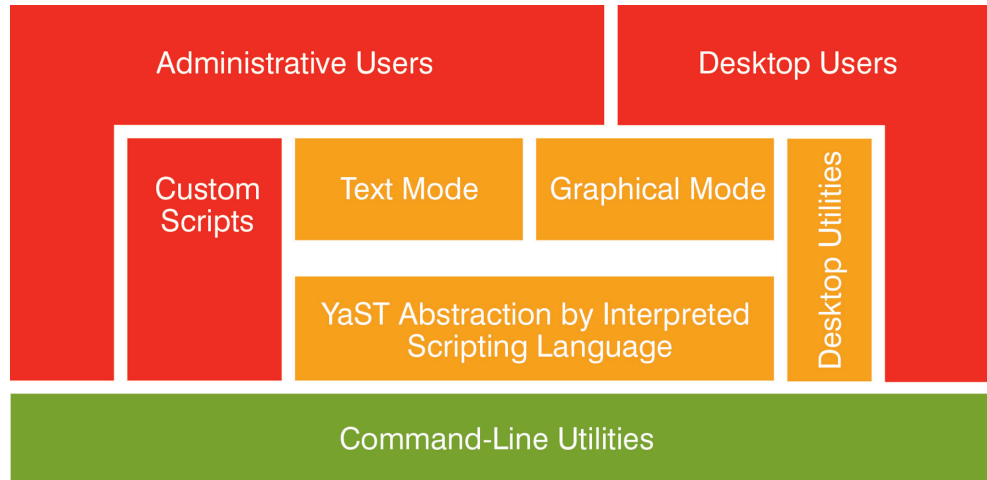 Administrative Users
Desktop Users
Custom
Scripts
Text Mode
Graphical Mode
Desktop Utilities
YaST Abstraction by Interpreted
Scripting Language
Command-Line Utilities